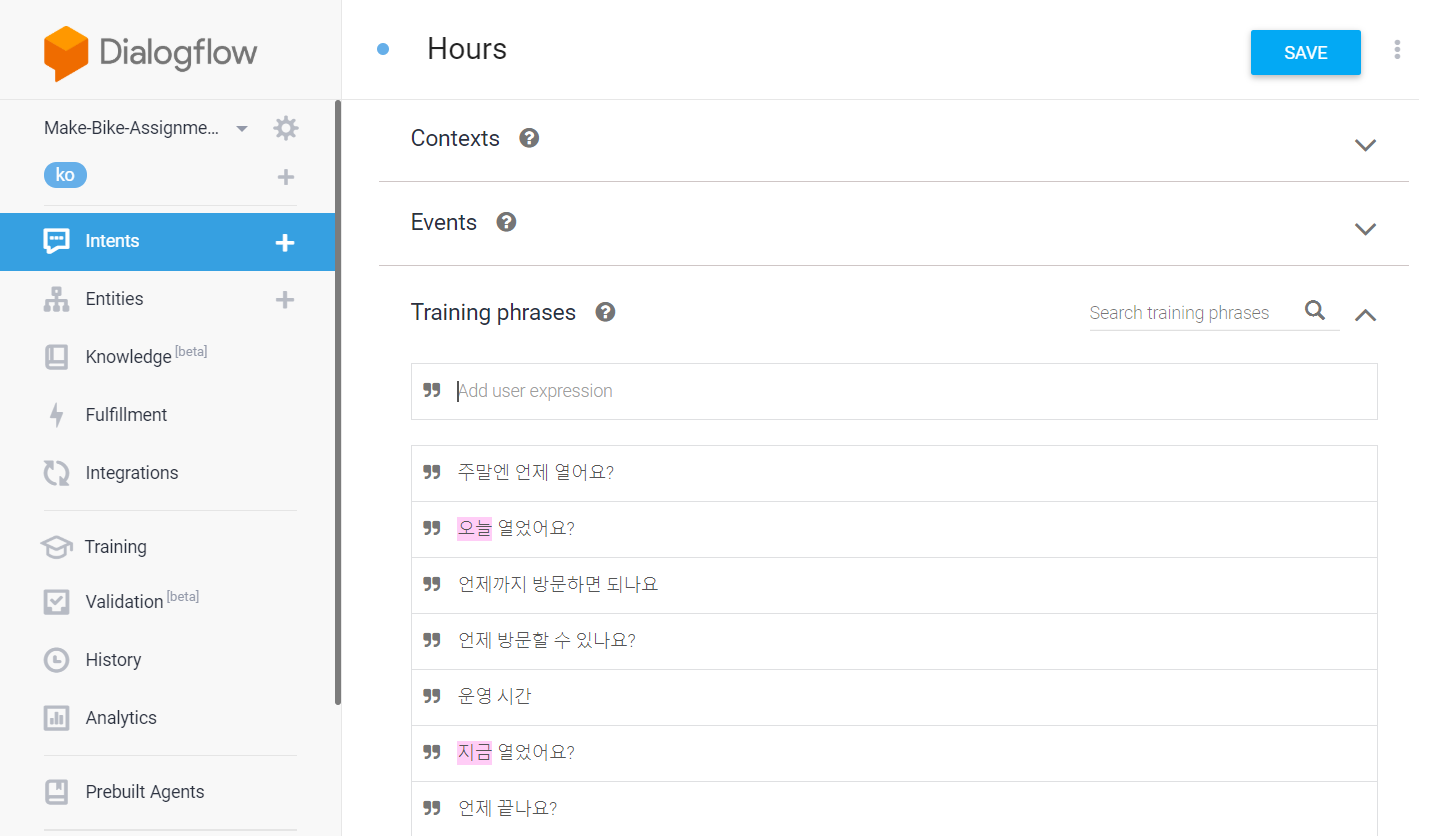 Dialogflow
Make-Bike-Assignme...
ko
Intents
Entities
Knowledge [beta]
Fulfillment
Integrations
Training
Validation [beta]
History
Analytics
Prebuilt Agents
Hours
SAVE
Contexts
Events
Training phrases
Search training phrases
Add user expression
주말엔 언제 열어요?
오늘 열었어요?
언제까지 방문하면 되나요
언제 방문할 수 있나요?
운영 시간
지금 열었어요?
언제 끝나요?